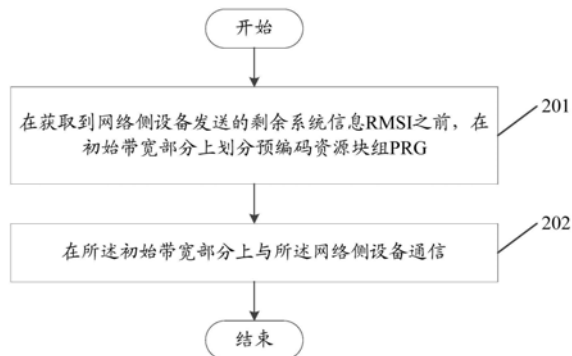 开始
在获取到网络侧设备发送的剩余系统信息RMSI之前，在
初始带宽部分上划分预编码资源块组PRG
201
在所述初始带宽部分上与所述网络侧设备通信
202
结束